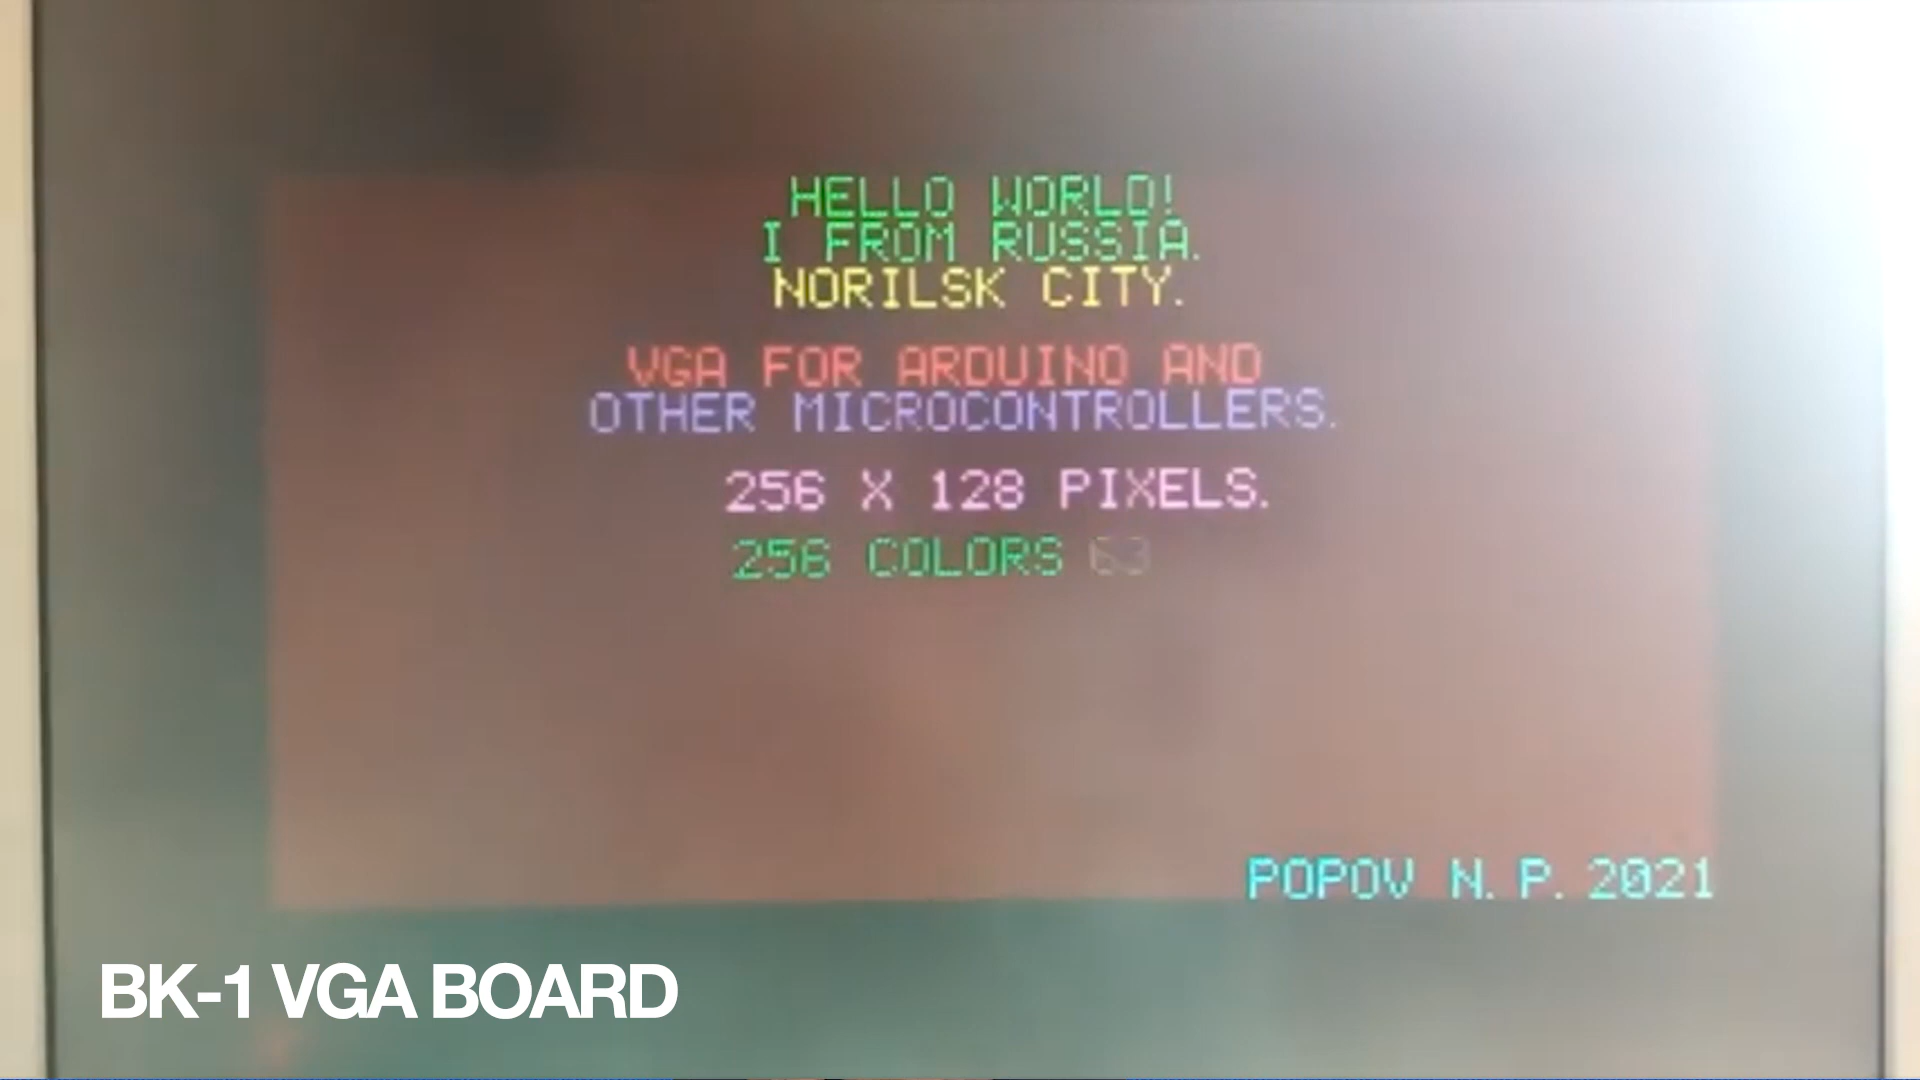 HELLO WORLD!
I FROM RUSSIA.
NORILSK CITY.
VGA FOR ARDUINO AND
OTHER MICROCONTROLLERS.
256 X 128 PIXELS.
256 COLORS 63
POPOV N. P. 2021
BK-1 VGA BOARD